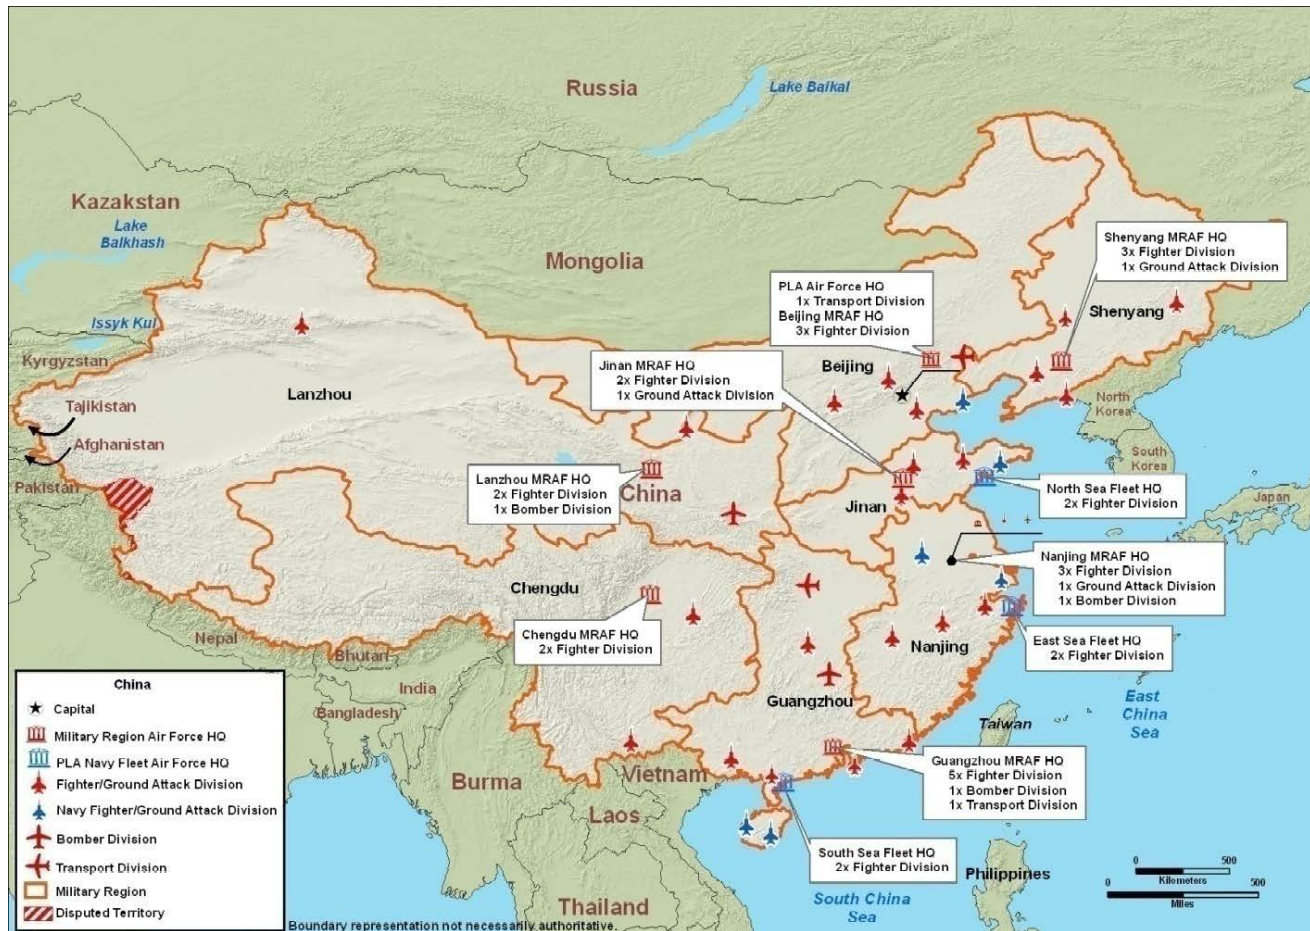 Russia
Lake Baikal
Kazakstan
Lake
Balkhash
Mongolia
Issyk Kul
Kyrgyzstan
Tajikistan
Afghanistan
Pakistan
Lanzhou
Shenyang MRAF HQ
3x Fighter Division
1x Ground Attack Division
Shenyang
PLA Air Force HQ
1x Transport Division
Beijing MRAF HQ
3x Fighter Division
Beijing
Jinan MRAF HQ
2x Fighter Division
1x Ground Attack Division
North
Korea
South
Korea
Japan
Lanzhou MRAF HQ
2x Fighter Division
1x Bomber Division
China
Jinan
North Sea Fleet HQ
2x Fighter Division
Nanjing MRAF HQ
3x Fighter Division
1x Ground Attack Division
1x Bomber Division
Chengdu
Chengdu MRAF HQ
2x Fighter Division
Nanjing
East Sea Fleet HQ
2x Fighter Division
Nepal
Bhutan
India
Bangladesh
Guangzhou
Taiwan
East
China
Sea
Guangzhou MRAF HQ
5x Fighter Division
1x Bomber Division
1x Transport Division
Burma
Vietnam
Laos
South Sea Fleet HQ
2x Fighter Division
South China
Sea
Philippines
Thailand
0 500
Kilometers
0 500
Miles
China
Capital
Military Region Air Force HQ
PLA Navy Fleet Air Force HQ
Fighter/Ground Attack Division
Navy Fighter/Ground Attack Division
Bomber Division
Transport Division
Military Region
Disputed Territory
Boundary representation not necessarily authoritative.